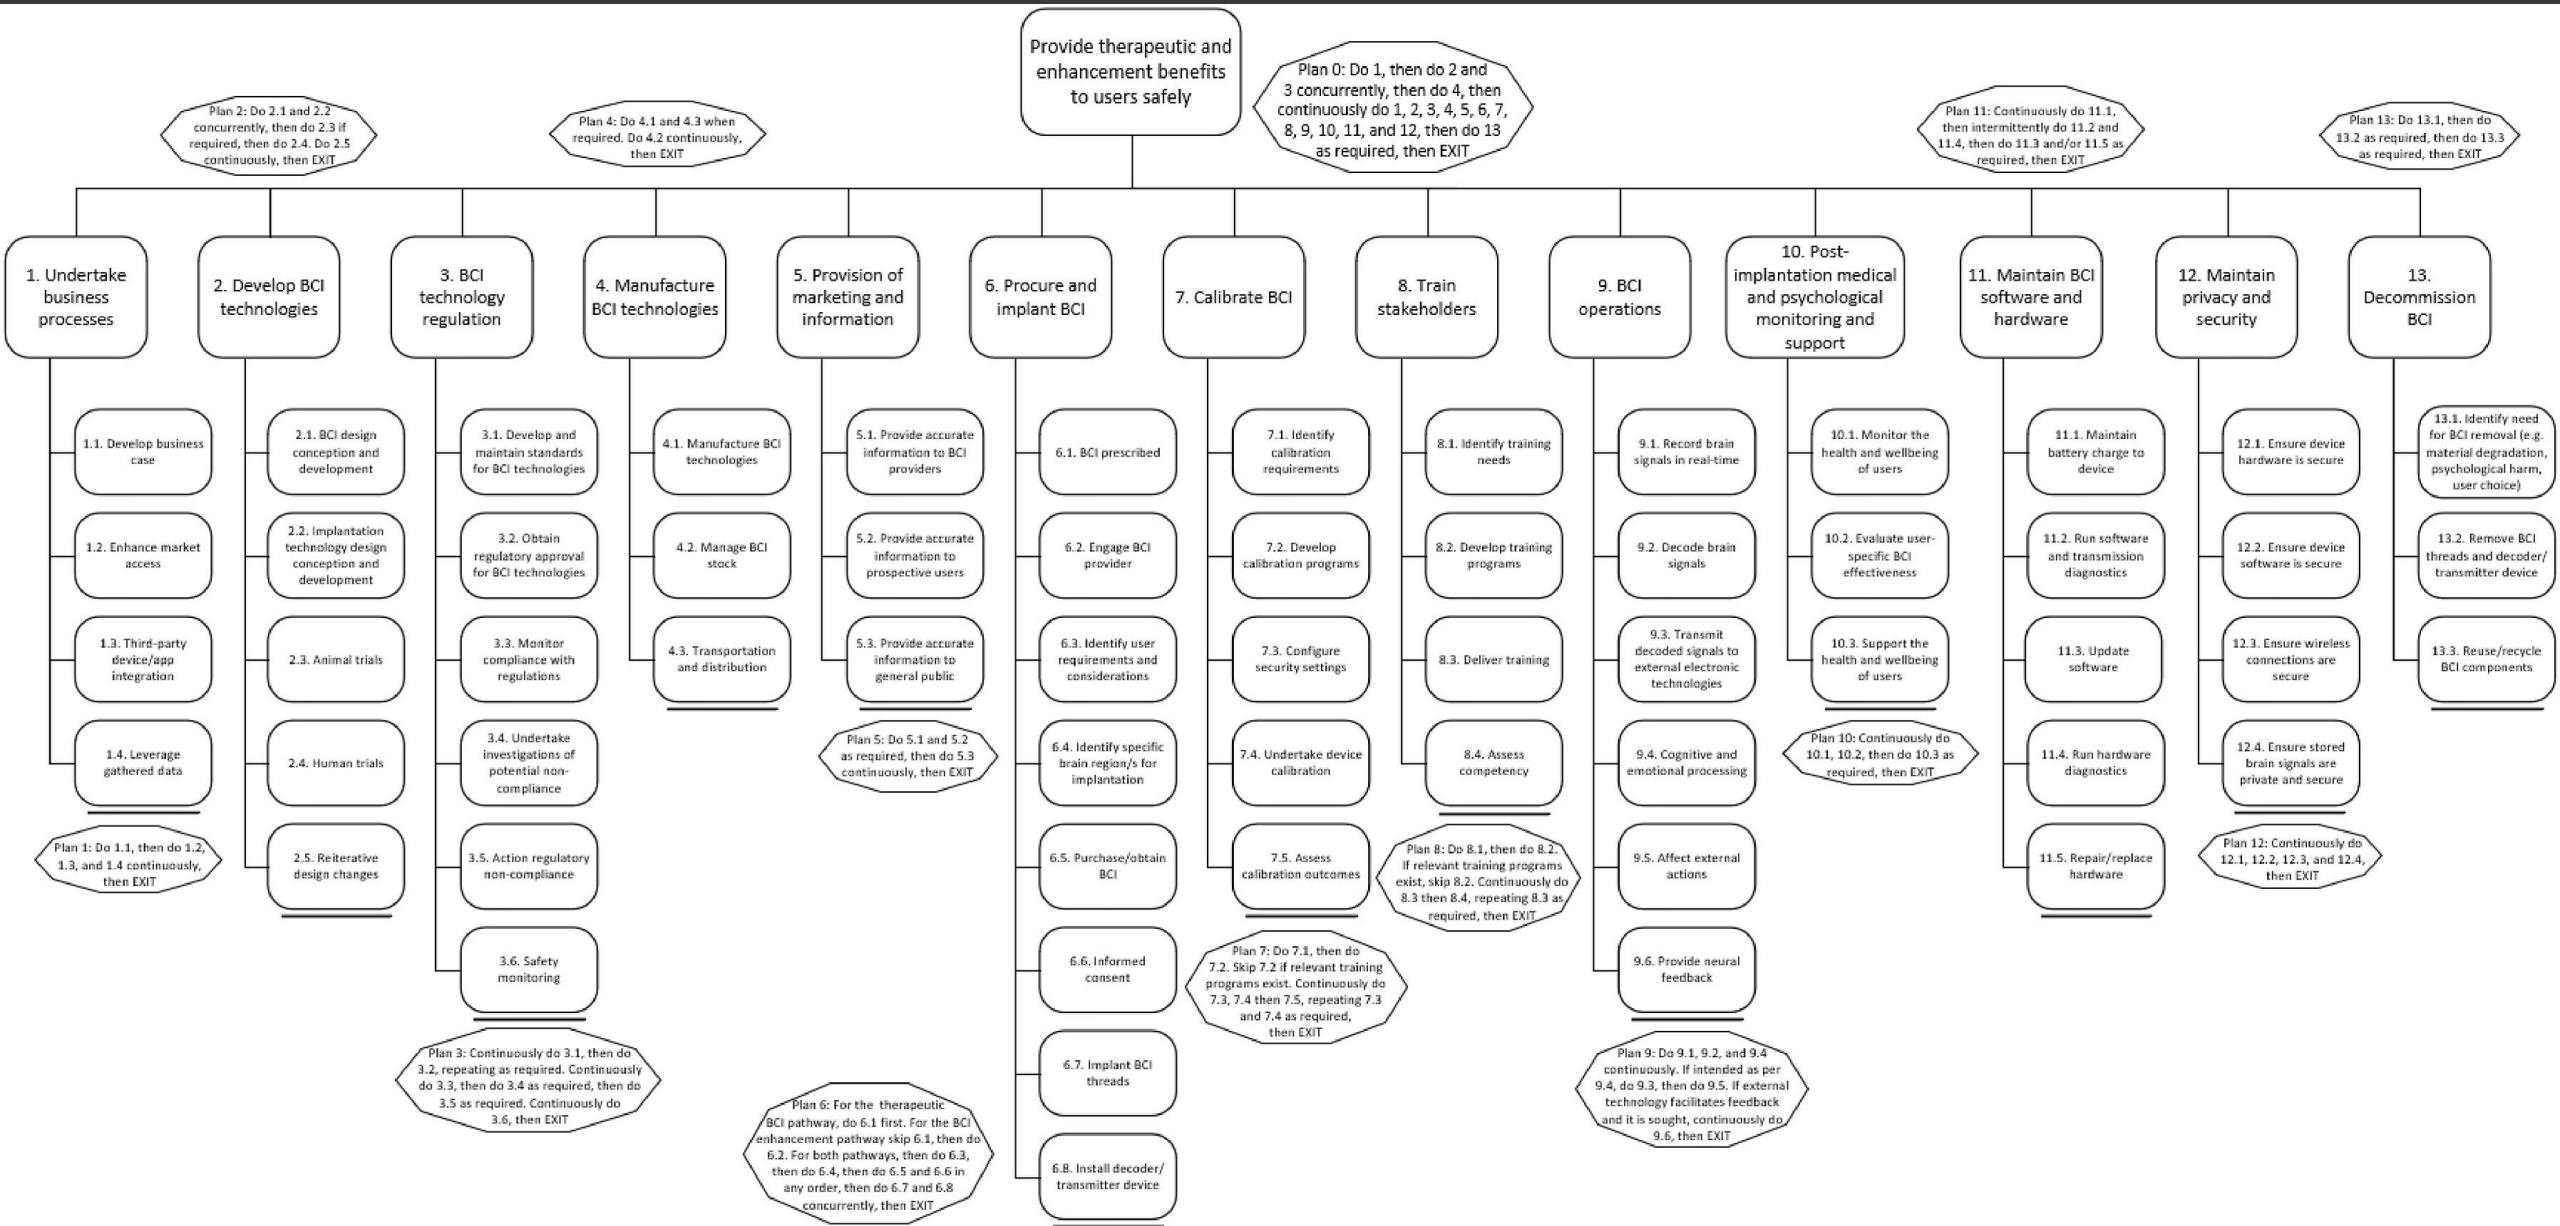 Provide therapeutic and
enhancement benefits
to users safely
Plan 0: Do 1, then do 2 and
3 concurrently, then do 4, then
continuously do 1, 2, 3, 4, 5, 6, 7,
8, 9, 10, 11, and 12, then do 13
as required, then EXIT
Plan 2: Do 2.1 and 2.2
concurrently, then do 2.3 if
required, then do 2.4. Do 2.5
continuously, then EXIT
Plan 4: Do 4.1 and 4.3 when
required. Do 4.2 continuously,
then EXIT
Plan 11: Continuously do 11.1,
then intermittently do 11.2 and
11.4, then do 11.3 and/or 11.5 as
required, then EXIT
Plan 13: Do 13.1, then do
13.2 as required, then do 13.3
as required, then EXIT
1. Undertake
business
processes
2. Develop BCI
technologies
3. BCI
technology
regulation
4. Manufacture
BCI technologies
5. Provision of
marketing and
information
6. Procure and
implant BCI
7. Calibrate BCI
8. Train
stakeholders
9. BCI
operations
10. Post-
implantation medical
and psychological
monitoring and
support
11. Maintain BCI
software and
hardware
12. Maintain
privacy and
security
13.
Decommission
BCI
1.1. Develop business
case
1.2. Enhance market
access
1.3. Third-party
device/app
integration
1.4. Leverage
gathered data
Plan 1: Do 1.1, then do 1.2,
1.3, and 1.4 continuously,
then EXIT
2.1. BCI design
conception and
development
2.2. Implantation
technology design
conception and
development
2.3. Animal trials
2.4. Human trials
2.5. Reiterative
design changes
3.1. Develop and
maintain standards
for BCI technologies
3.2. Obtain
regulatory approval
for BCI technologies
3.3. Monitor
compliance with
regulations
3.4. Undertake
investigations of
potential non-
compliance
3.5. Action regulatory
non-compliance
3.6. Safety
monitoring
Plan 3: Continuously do 3.1, then do
3.2, repeating as required. Continuously
do 3.3, then do 3.4 as required, then do
3.5 as required. Continuously do
3.6, then EXIT
4.1. Manufacture BCI
technologies
4.2. Manage BCI
stock
4.3. Transportation
and distribution
5.1. Provide accurate
information to BCI
providers
5.2. Provide accurate
information to
prospective users
5.3. Provide accurate
information to
general public
Plan 5: Do 5.1 and 5.2
as required, then do 5.3
continuously, then EXIT
6.1. BCI prescribed
6.2. Engage BCI
provider
6.3. Identify user
requirements and
considerations
6.4. Identify specific
brain region/s for
implantation
6.5. Purchase/obtain
BCI
6.6. Informed
consent
6.7. Implant BCI
threads
6.8. Install decoder/
transmitter device
Plan 6: For the therapeutic
BCI pathway, do 6.1 first. For the BCI
enhancement pathway skip 6.1, then do
6.2. For both pathways, then do 6.3,
then do 6.4, then do 6.5 and 6.6 in
any order, then do 6.7 and 6.8
concurrently, then EXIT
7.1. Identify
calibration
requirements
7.2. Develop
calibration programs
7.3. Configure
security settings
7.4. Undertake device
calibration
7.5. Assess
calibration outcomes
Plan 7: Do 7.1, then do
7.2. Skip 7.2 if relevant training
programs exist. Continuously do
7.3, 7.4 then 7.5, repeating 7.3
and 7.4 as required,
then EXIT
8.1. Identify training
needs
8.2. Develop training
programs
8.3. Deliver training
8.4. Assess
competency
Plan 8: Do 8.1, then do 8.2.
If relevant training programs
exist, skip 8.2. Continuously do
8.3 then 8.4, repeating 8.3 as
required, then EXIT
9.1. Record brain
signals in real-time
9.2. Decode brain
signals
9.3. Transmit
decoded signals to
external electronic
technologies
9.4. Cognitive and
emotional processing
9.5. Affect external
actions
9.6. Provide neural
feedback
Plan 9: Do 9.1, 9.2, and 9.4
continuously. If intended as per
9.4, do 9.3, then do 9.5. If external
technology facilitates feedback
and it is sought, continuously do
9.6, then EXIT
10.1. Monitor the
health and wellbeing
of users
10.2. Evaluate user-
specific BCI
effectiveness
10.3. Support the
health and wellbeing
of users
Plan 10: Continuously do
10.1, 10.2, then do 10.3 as
required, then EXIT
11.1. Maintain
battery charge to
device
11.2. Run software
and transmission
diagnostics
11.3. Update
software
11.4. Run hardware
diagnostics
11.5. Repair/replace
hardware
12.1. Ensure device
hardware is secure
12.2. Ensure device
software is secure
12.3. Ensure wireless
connections are
secure
12.4. Ensure stored
brain signals are
private and secure
Plan 12: Continuously do
12.1, 12.2, 12.3, and 12.4,
then EXIT
13.1. Identify need
for BCI removal (e.g.
material degradation,
psychological harm,
user choice)
13.2. Remove BCI
threads and decoder/
transmitter device
13.3. Reuse/recycle
BCI components